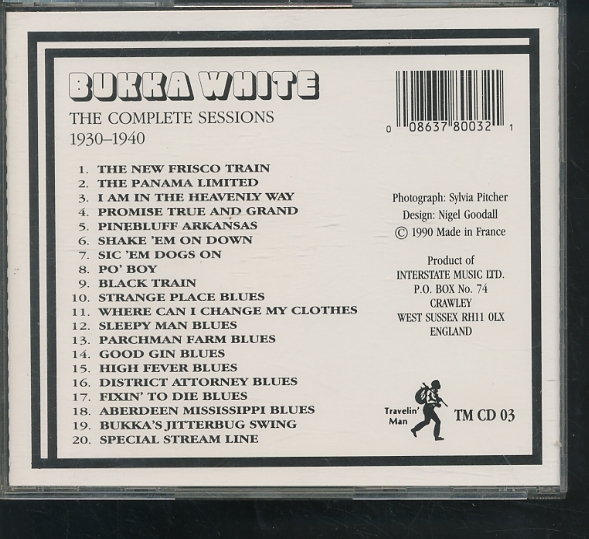 BUKKA WHITE
THE COMPLETE SESSIONS
1930–1940
1. THE NEW FRISCO TRAIN
2. THE PANAMA LIMITED
3. I AM IN THE HEAVENLY WAY
4. PROMISE TRUE AND GRAND
5. PINEBLUFF ARKANSAS
6. SHAKE 'EM ON DOWN
7. SIC 'EM DOGS ON
8. PO' BOY
9. BLACK TRAIN
10. STRANGE PLACE BLUES
11. WHERE CAN I CHANGE MY CLOTHES
12. SLEEPY MAN BLUES
13. PARCHMAN FARM BLUES
14. GOOD GIN BLUES
15. HIGH FEVER BLUES
16. DISTRICT ATTORNEY BLUES
17. FIXIN' TO DIE BLUES
18. ABERDEEN MISSISSIPPI BLUES
19. BUKKA'S JITTERBUG SWING
20. SPECIAL STREAM LINE
0 08637 80032 1
Photograph: Sylvia Pitcher
Design: Nigel Goodall
© 1990 Made in France
Product of
INTERSTATE MUSIC LTD.
P.O. BOX No. 74
CRAWLEY
WEST SUSSEX RH11 0LX
ENGLAND
Travelin'
Man
TM CD 03